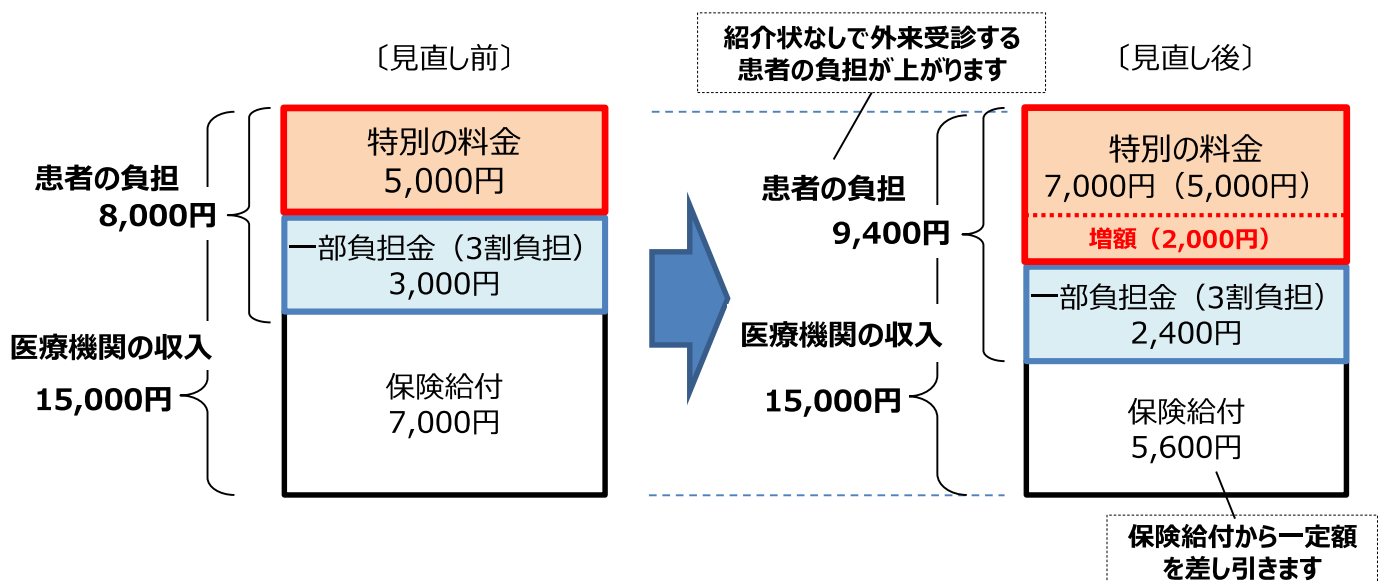 〔見直し前〕
特別の料金
5,000円
患者の負担
8,000円
一部負担金（3割負担）
3,000円
医療機関の収入
15,000円
保険給付
7,000円
紹介状なしで外来受診する
患者の負担が上がります
〔見直し後〕
特別の料金
7,000円（5,000円）
増額（2,000円）
患者の負担
9,400円
一部負担金（3割負担）
2,400円
医療機関の収入
15,000円
保険給付
5,600円
保険給付から一定額
を差し引きます